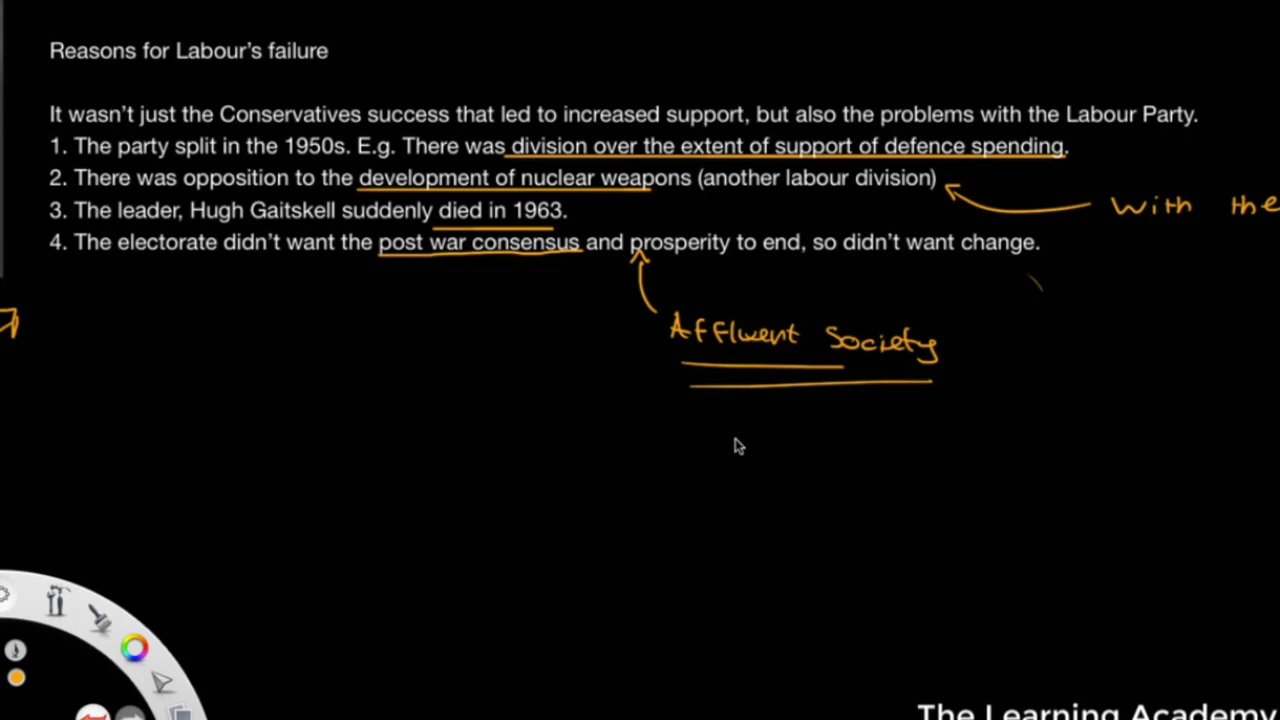 Reasons for Labour's failure
It wasn't just the Conservatives success that led to increased support, but also the problems with the Labour Party.
1. The party split in the 1950s. E.g. There was division over the extent of support of defence spending.
2. There was opposition to the development of nuclear weapons (another labour division)
With the
3. The leader, Hugh Gaitskell suddenly died in 1963.
4. The electorate didn't want the post war consensus and prosperity to end, so didn't want change.
Affluent Society
The Learning Academy